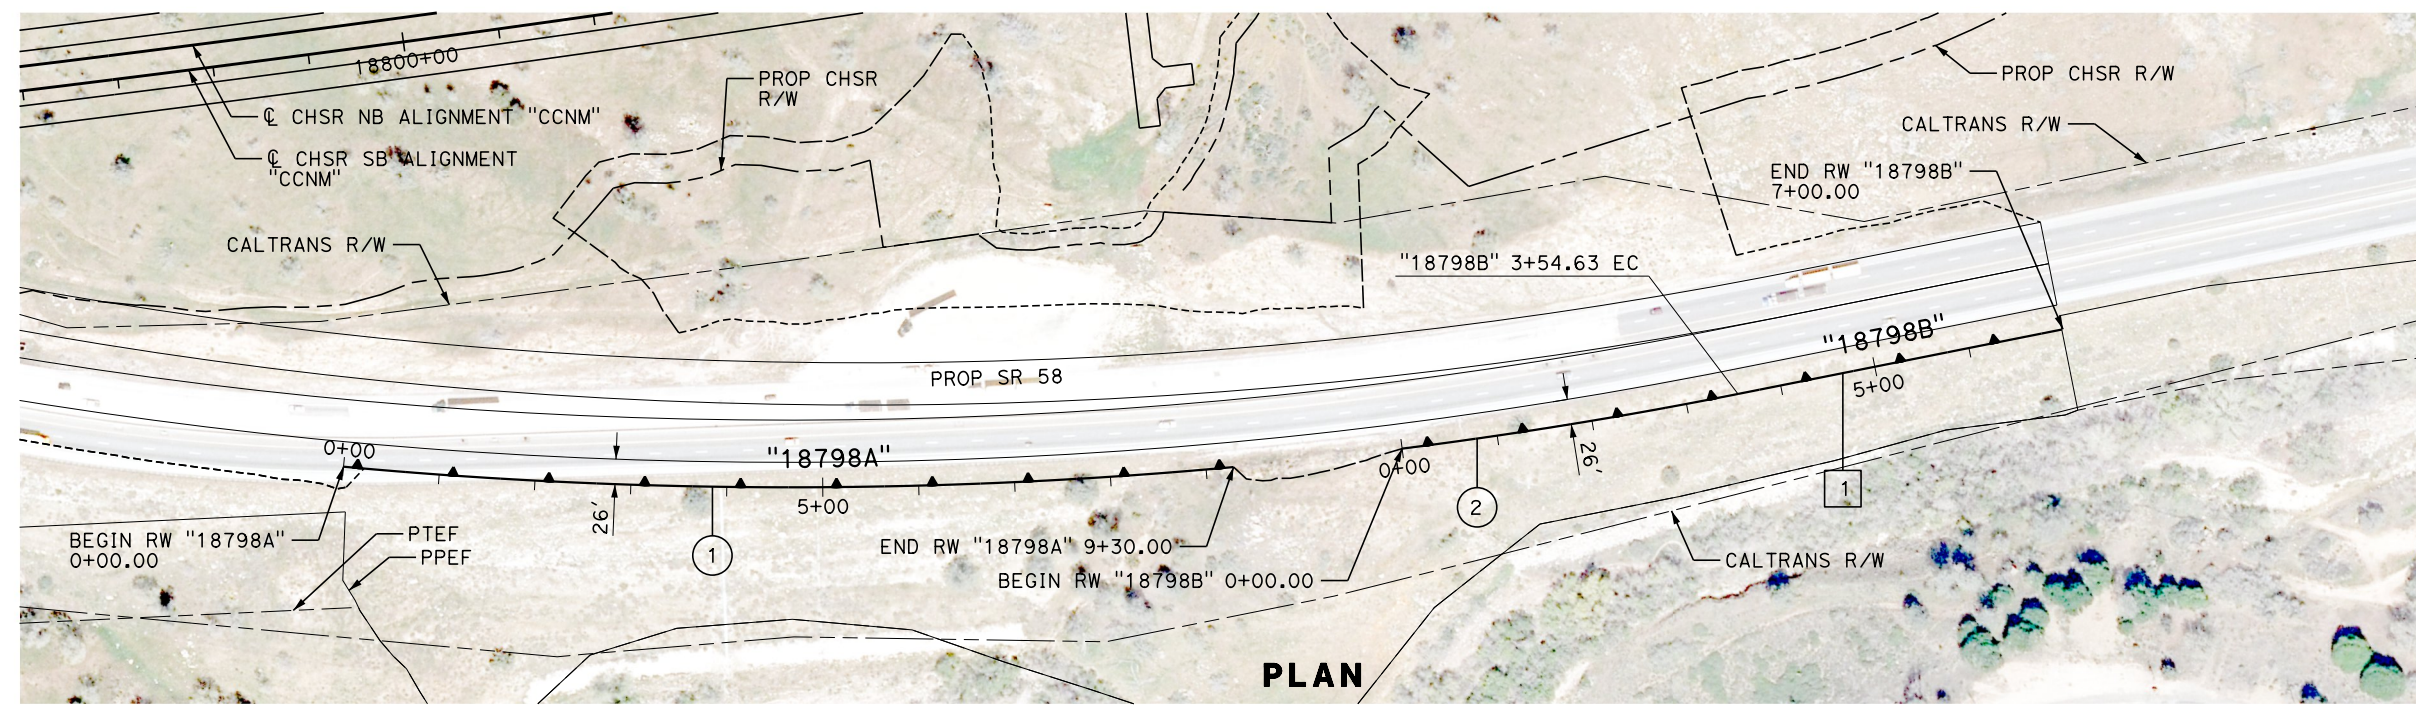 18800+00
℄ CHSR NB ALIGNMENT "CCNM"
℄ CHSR SB ALIGNMENT
"CCNM"
PROP CHSR
R/W
PROP CHSR R/W
CALTRANS R/W
END RW "18798B"
7+00.00
CALTRANS R/W
"18798B" 3+54.63 EC
"18798B"
PROP SR 58
5+00
0+00
"18798A"
0+00
26'
1
5+00
26'
2
BEGIN RW "18798A"
0+00.00
PTEF
PPEF
26'
1
END RW "18798A" 9+30.00
BEGIN RW "18798B" 0+00.00
CALTRANS R/W
PLAN